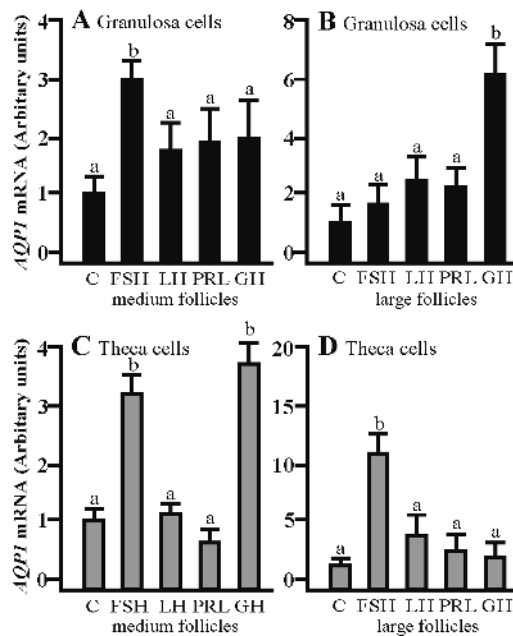 A Granulosa cells
AQP1 mRNA (Arbitary units)
4
3
2
1
0
a
b
a
a
a
C FSH LH PRL GH
medium follicles
B Granulosa cells
8
6
4
2
0
a
a
a
a
b
C FSH LH PRL GH
large follicles
C Theca cells
AQP1 mRNA (Arbitary units)
4
3
1
0
a
b
a
a
b
C FSH LH PRL GH
medium follicles
D Theca cells
20
15
10
5
0
a
b
a
a
a
C FSH LH PRL GH
large follicles